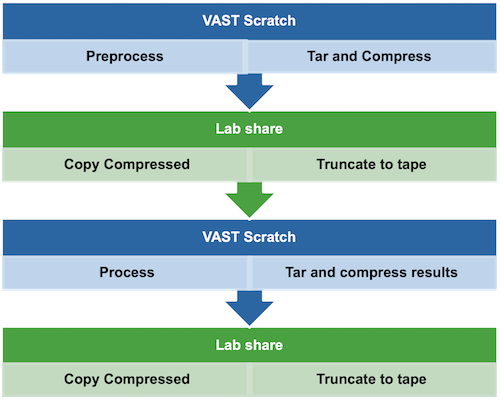 VAST Scratch
Preprocess
Tar and Compress
Lab share
Copy Compressed
Truncate to tape
VAST Scratch
Process
Tar and compress results
Lab share
Copy Compressed
Truncate to tape